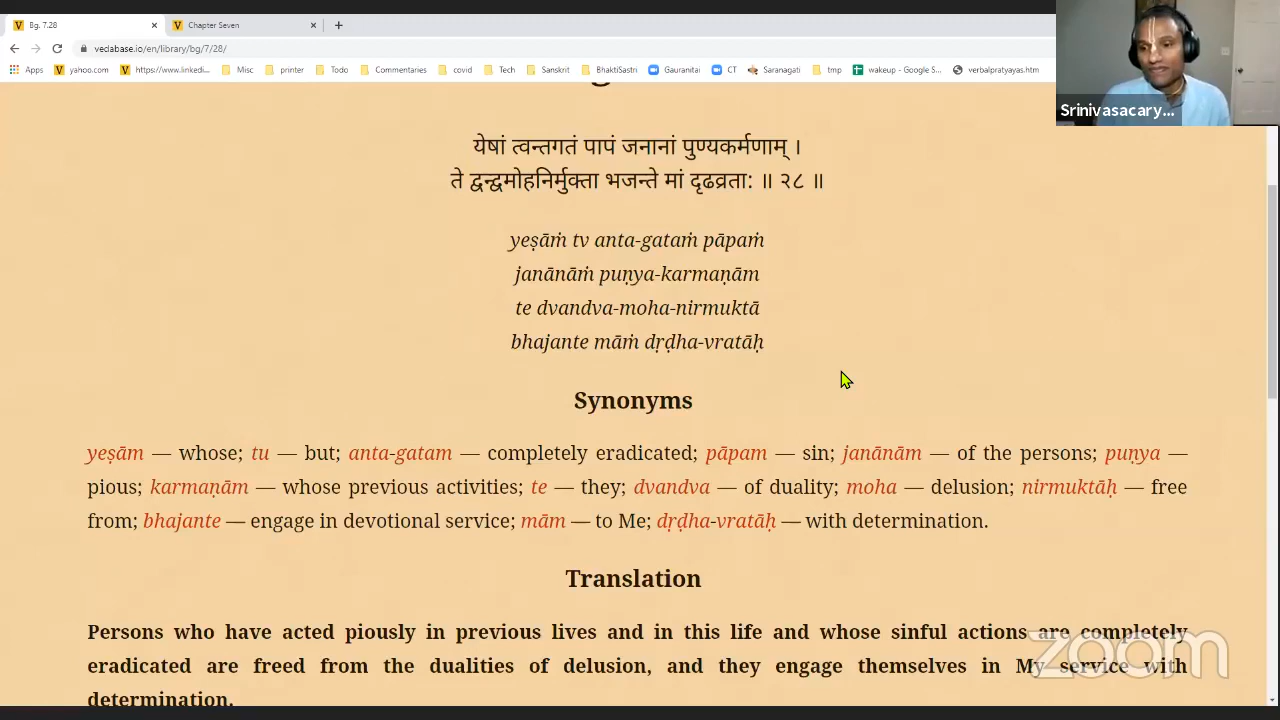 Bg. 7.28
Chapter Seven
vedabase.io/en/library/bg/7/28/
Apps yahoo.com https://www.linkedi... Misc printer Todo Commentaries covid Tech Sanskrit BhaktiSastri Gauranitai CT Saranagati tmp wakeup - Google S... verbalpratyayas.htm
Srinivasacary...
येषां त्वन्तगतं पापं जनानां पुण्यकर्मणाम् ।
ते द्वन्द्वमोहनिर्मुक्ता भजन्ते मां दृढव्रता: ॥ २८ ॥
yeṣāṁ tv anta-gataṁ pāpaṁ
janānāṁ puṇya-karmaṇām
te dvandva-moha-nirmuktā
bhajante māṁ dṛḍha-vratāḥ
Synonyms
yeṣām — whose; tu — but; anta-gatam — completely eradicated; pāpam — sin; janānām — of the persons; puṇya —
pious; karmaṇām — whose previous activities; te — they; dvandva — of duality; moha — delusion; nirmuktāḥ — free
from; bhajante — engage in devotional service; mām — to Me; dṛḍha-vratāḥ — with determination.
Translation
Persons who have acted piously in previous lives and in this life and whose sinful actions are completely
eradicated are freed from the dualities of delusion, and they engage themselves in My service with
determination.
zoom